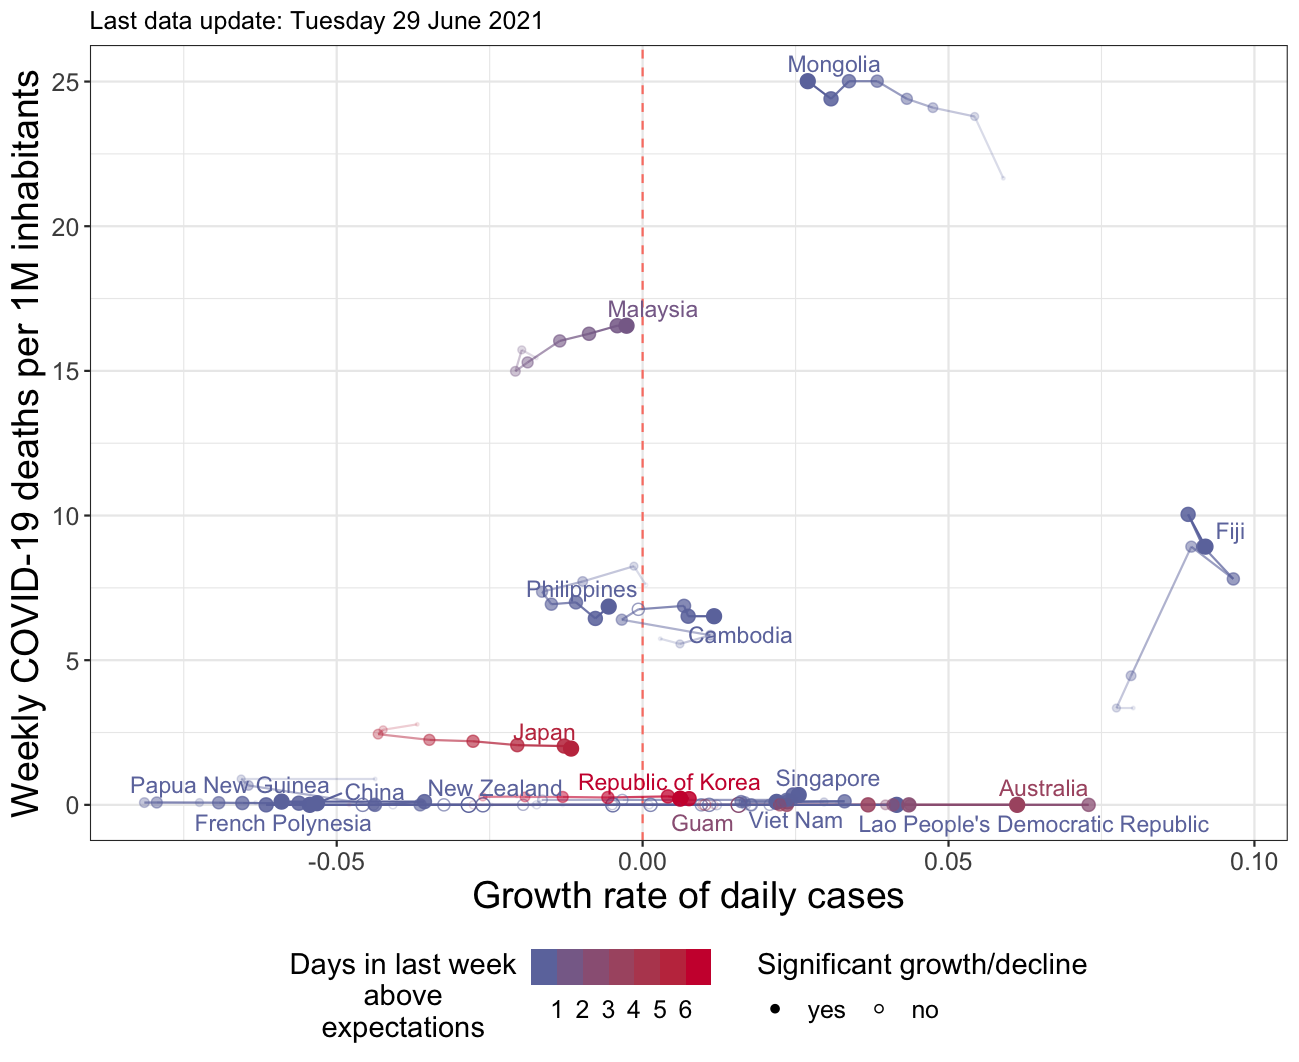 Last data update: Tuesday 29 June 2021
Weekly COVID-19 deaths per 1M inhabitants
25
20
15
10
5
0
Mongolia
Malaysia
Fiji
Philippines
Cambodia
Japan
Papua New Guinea
China
New Zealand
Republic of Korea
Singapore
Australia
French Polynesia
Guam
Viet Nam
Lao People's Democratic Republic
-0.05
0.00
0.05
0.10
Growth rate of daily cases
Days in last week
above
expectations
1 2 3 4 5 6
Significant growth/decline
yes
no